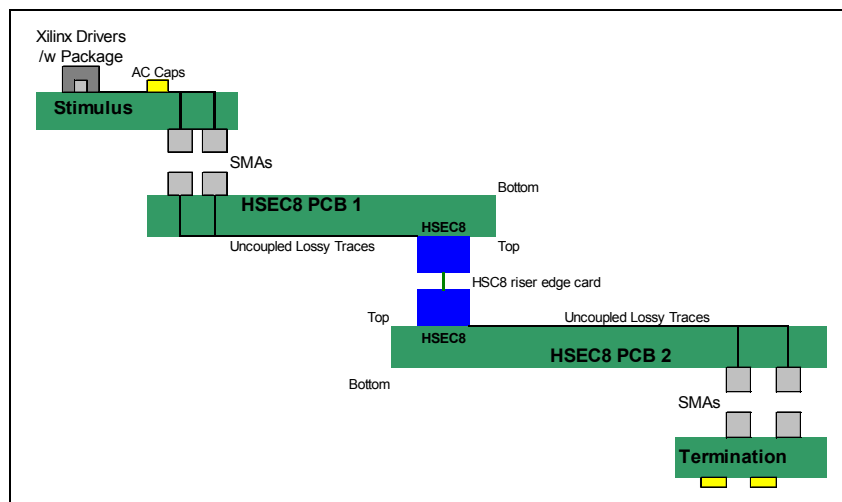 Xilinx Drivers
/w Package
AC Caps
Stimulus
SMAs
Bottom
HSEC8 PCB 1
HSEC8
Uncoupled Lossy Traces
Top
HSC8 riser edge card
Top
Uncoupled Lossy Traces
HSEC8
HSEC8 PCB 2
Bottom
SMAs
Termination